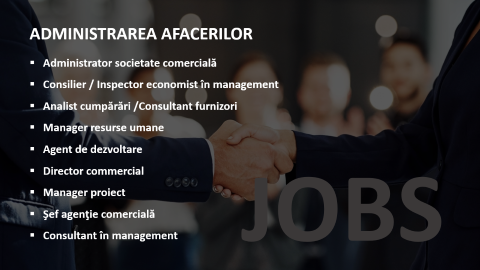 ADMINISTRAREA AFACERILOR
▪ Administrator societate comercială
▪ Consilier / Inspector economist în management
▪ Analist cumpărări /Consultant furnizori
▪ Manager resurse umane
▪ Agent de dezvoltare
▪ Director commercial
▪ Manager proiect
▪ Şef agenţie comercială
▪ Consultant în management
JOBS